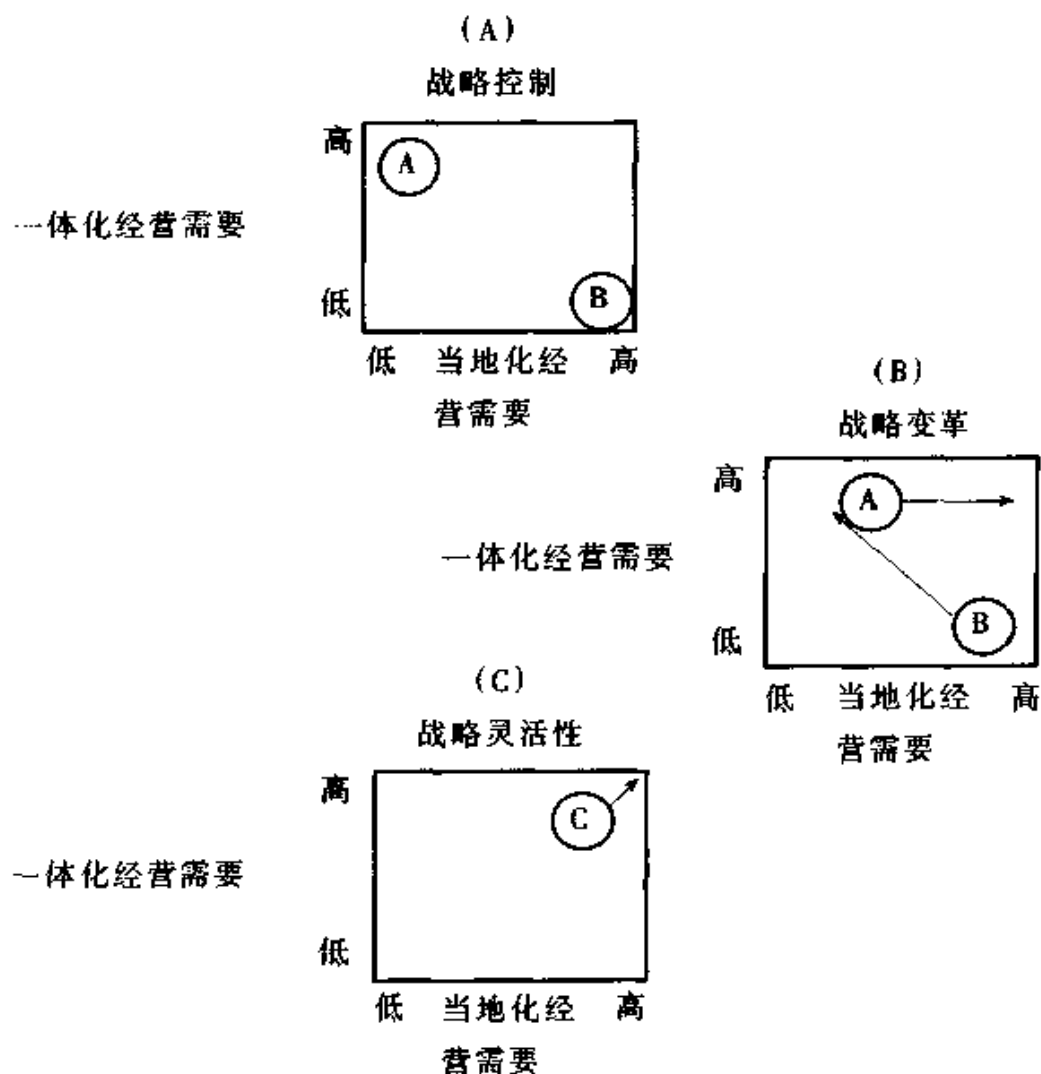 (A)
战略控制
高
A
一体化经营需要
低
B
低 当地化经 高
营需要
(B)
战略变革
高
A
一体化经营需要
低
B
低 当地化经 高
营需要
(C)
战略灵活性
高
C
一体化经营需要
低
低 当地化经 高
营需要